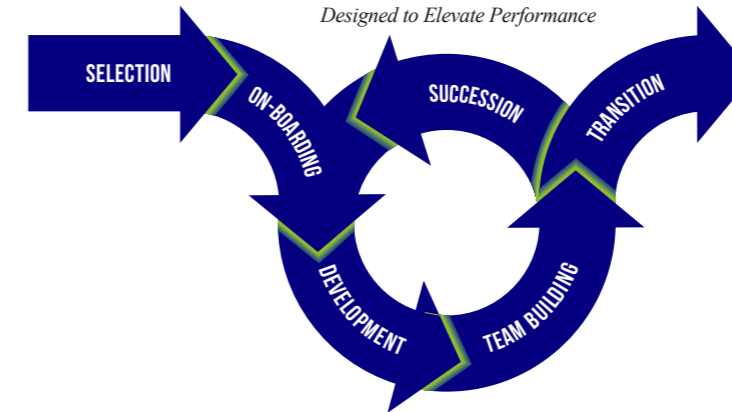 Designed to Elevate Performance
SELECTION
ON-BOARDING
SUCCESSION
TRANSITION
DEVELOPMENT
TEAM BUILDING